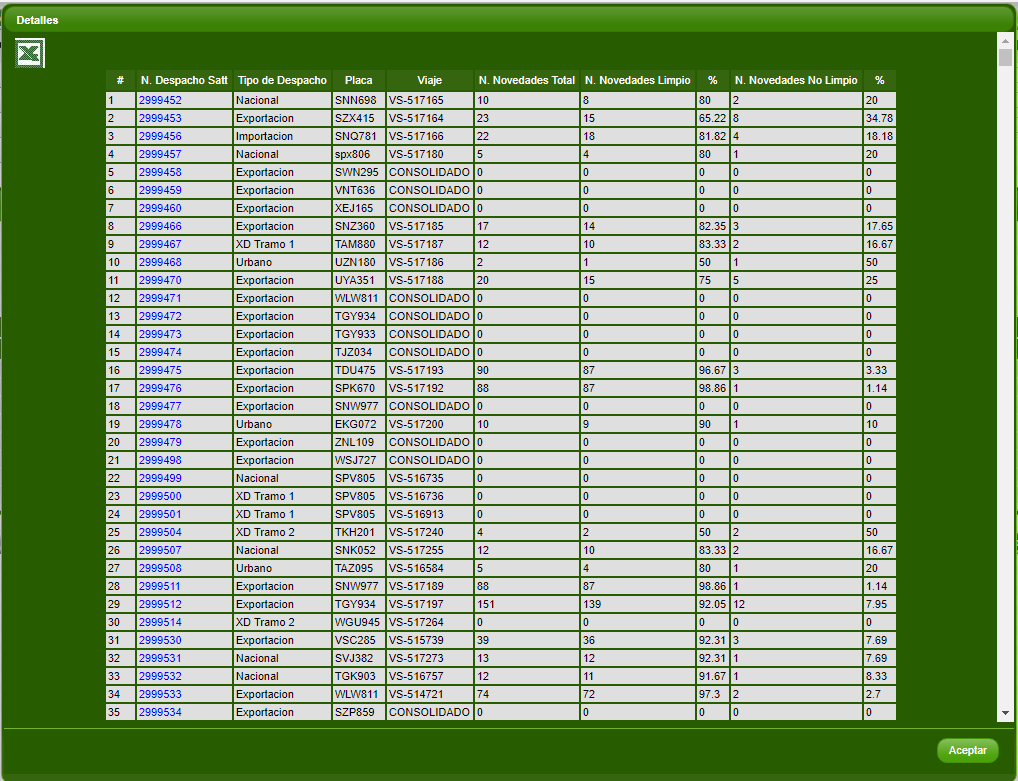 Detalles
# N. Despacho Satt Tipo de Despacho Placa Viaje N. Novedades Total N. Novedades Limpio % N. Novedades No Limpio %
1 2999452 Nacional SNN698 VS-517165 10 8 80 2 20
2 2999453 Exportacion SZX415 VS-517164 23 15 65.22 8 34.78
3 2999456 Importacion SNQ781 VS-517166 22 18 81.82 4 18.18
4 2999457 Nacional spx806 VS-517180 5 4 80 1 20
5 2999458 Exportacion SWN295 CONSOLIDADO 0 0 0 0 0
6 2999459 Exportacion VNT636 CONSOLIDADO 0 0 0 0 0
7 2999460 Exportacion XEJ165 CONSOLIDADO 0 0 0 0 0
8 2999466 Exportacion SNZ360 VS-517185 17 14 82.35 3 17.65
9 2999467 XD Tramo 1 TAM880 VS-517187 12 10 83.33 2 16.67
10 2999468 Urbano UZN180 VS-517186 2 1 50 1 50
11 2999470 Exportacion UYA351 VS-517188 20 15 75 5 25
12 2999471 Exportacion WLW811 CONSOLIDADO 0 0 0 0 0
13 2999472 Exportacion TGY934 CONSOLIDADO 0 0 0 0 0
14 2999473 Exportacion TGY933 CONSOLIDADO 0 0 0 0 0
15 2999474 Exportacion TJZ034 CONSOLIDADO 0 0 0 0 0
16 2999475 Exportacion TDU475 VS-517193 90 87 96.67 3 3.33
17 2999476 Exportacion SPK670 VS-517192 88 87 98.86 1 1.14
18 2999477 Exportacion SNW977 CONSOLIDADO 0 0 0 0 0
19 2999478 Urbano EKG072 VS-517200 10 9 90 1 10
20 2999479 Exportacion ZNL109 CONSOLIDADO 0 0 0 0 0
21 2999498 Exportacion WSJ727 CONSOLIDADO 0 0 0 0 0
22 2999499 Nacional SPV805 VS-516735 0 0 0 0 0
23 2999500 XD Tramo 1 SPV805 VS-516736 0 0 0 0 0
24 2999501 XD Tramo 1 SPV805 VS-516913 0 0 0 0 0
25 2999504 XD Tramo 2 TKH201 VS-517240 4 2 50 2 50
26 2999507 Nacional SNK052 VS-517255 12 10 83.33 2 16.67
27 2999508 Urbano TAZ095 VS-516584 5 4 80 1 20
28 2999511 Exportacion SNW977 VS-517189 88 87 98.86 1 1.14
29 2999512 Exportacion TGY934 VS-517197 151 139 92.05 12 7.95
30 2999514 XD Tramo 2 WGU945 VS-517264 0 0 0 0 0
31 2999530 Exportacion VSC285 VS-515739 39 36 92.31 3 7.69
32 2999531 Nacional SVJ382 VS-517273 13 12 92.31 1 7.69
33 2999532 Nacional TGK903 VS-516757 12 11 91.67 1 8.33
34 2999533 Exportacion WLW811 VS-514721 74 72 97.3 2 2.7
35 2999534 Exportacion SZP859 CONSOLIDADO 0 0 0 0 0
Aceptar